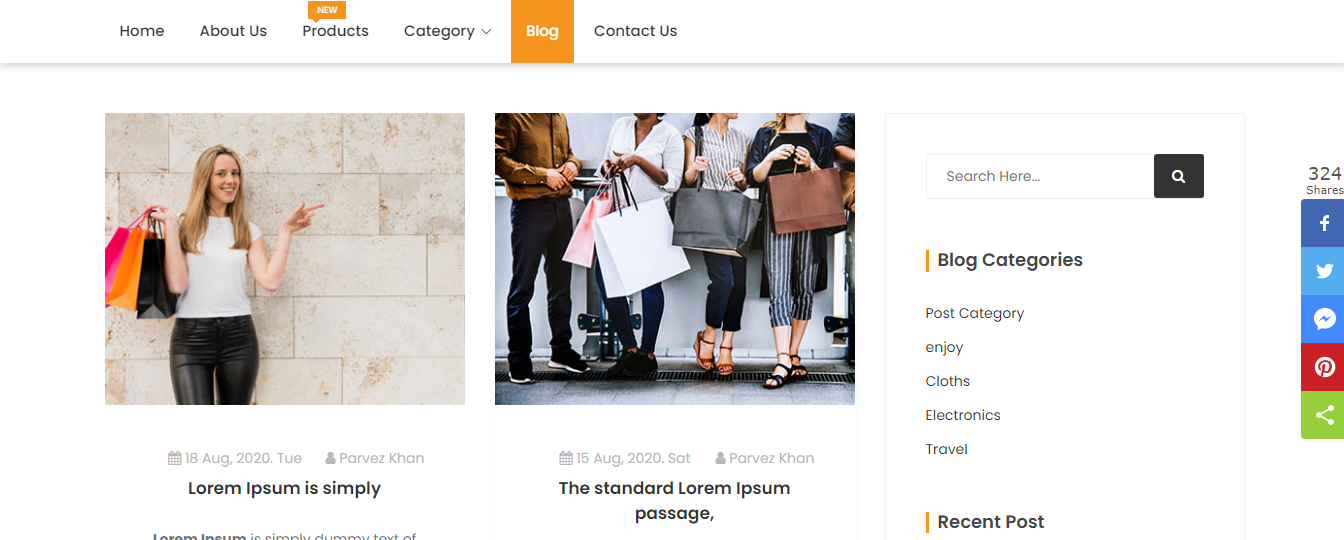 NEW
Home
About Us
Products
Category
Blog
Contact Us
Search Here...
324
Shares
Blog Categories
Post Category
enjoy
Cloths
Electronics
Travel
18 Aug, 2020. Tue
Parvez Khan
Lorem Ipsum is simply
Lorem Ipsum is simply dummy text of
15 Aug, 2020. Sat
Parvez Khan
The standard Lorem Ipsum
passage,
Recent Post